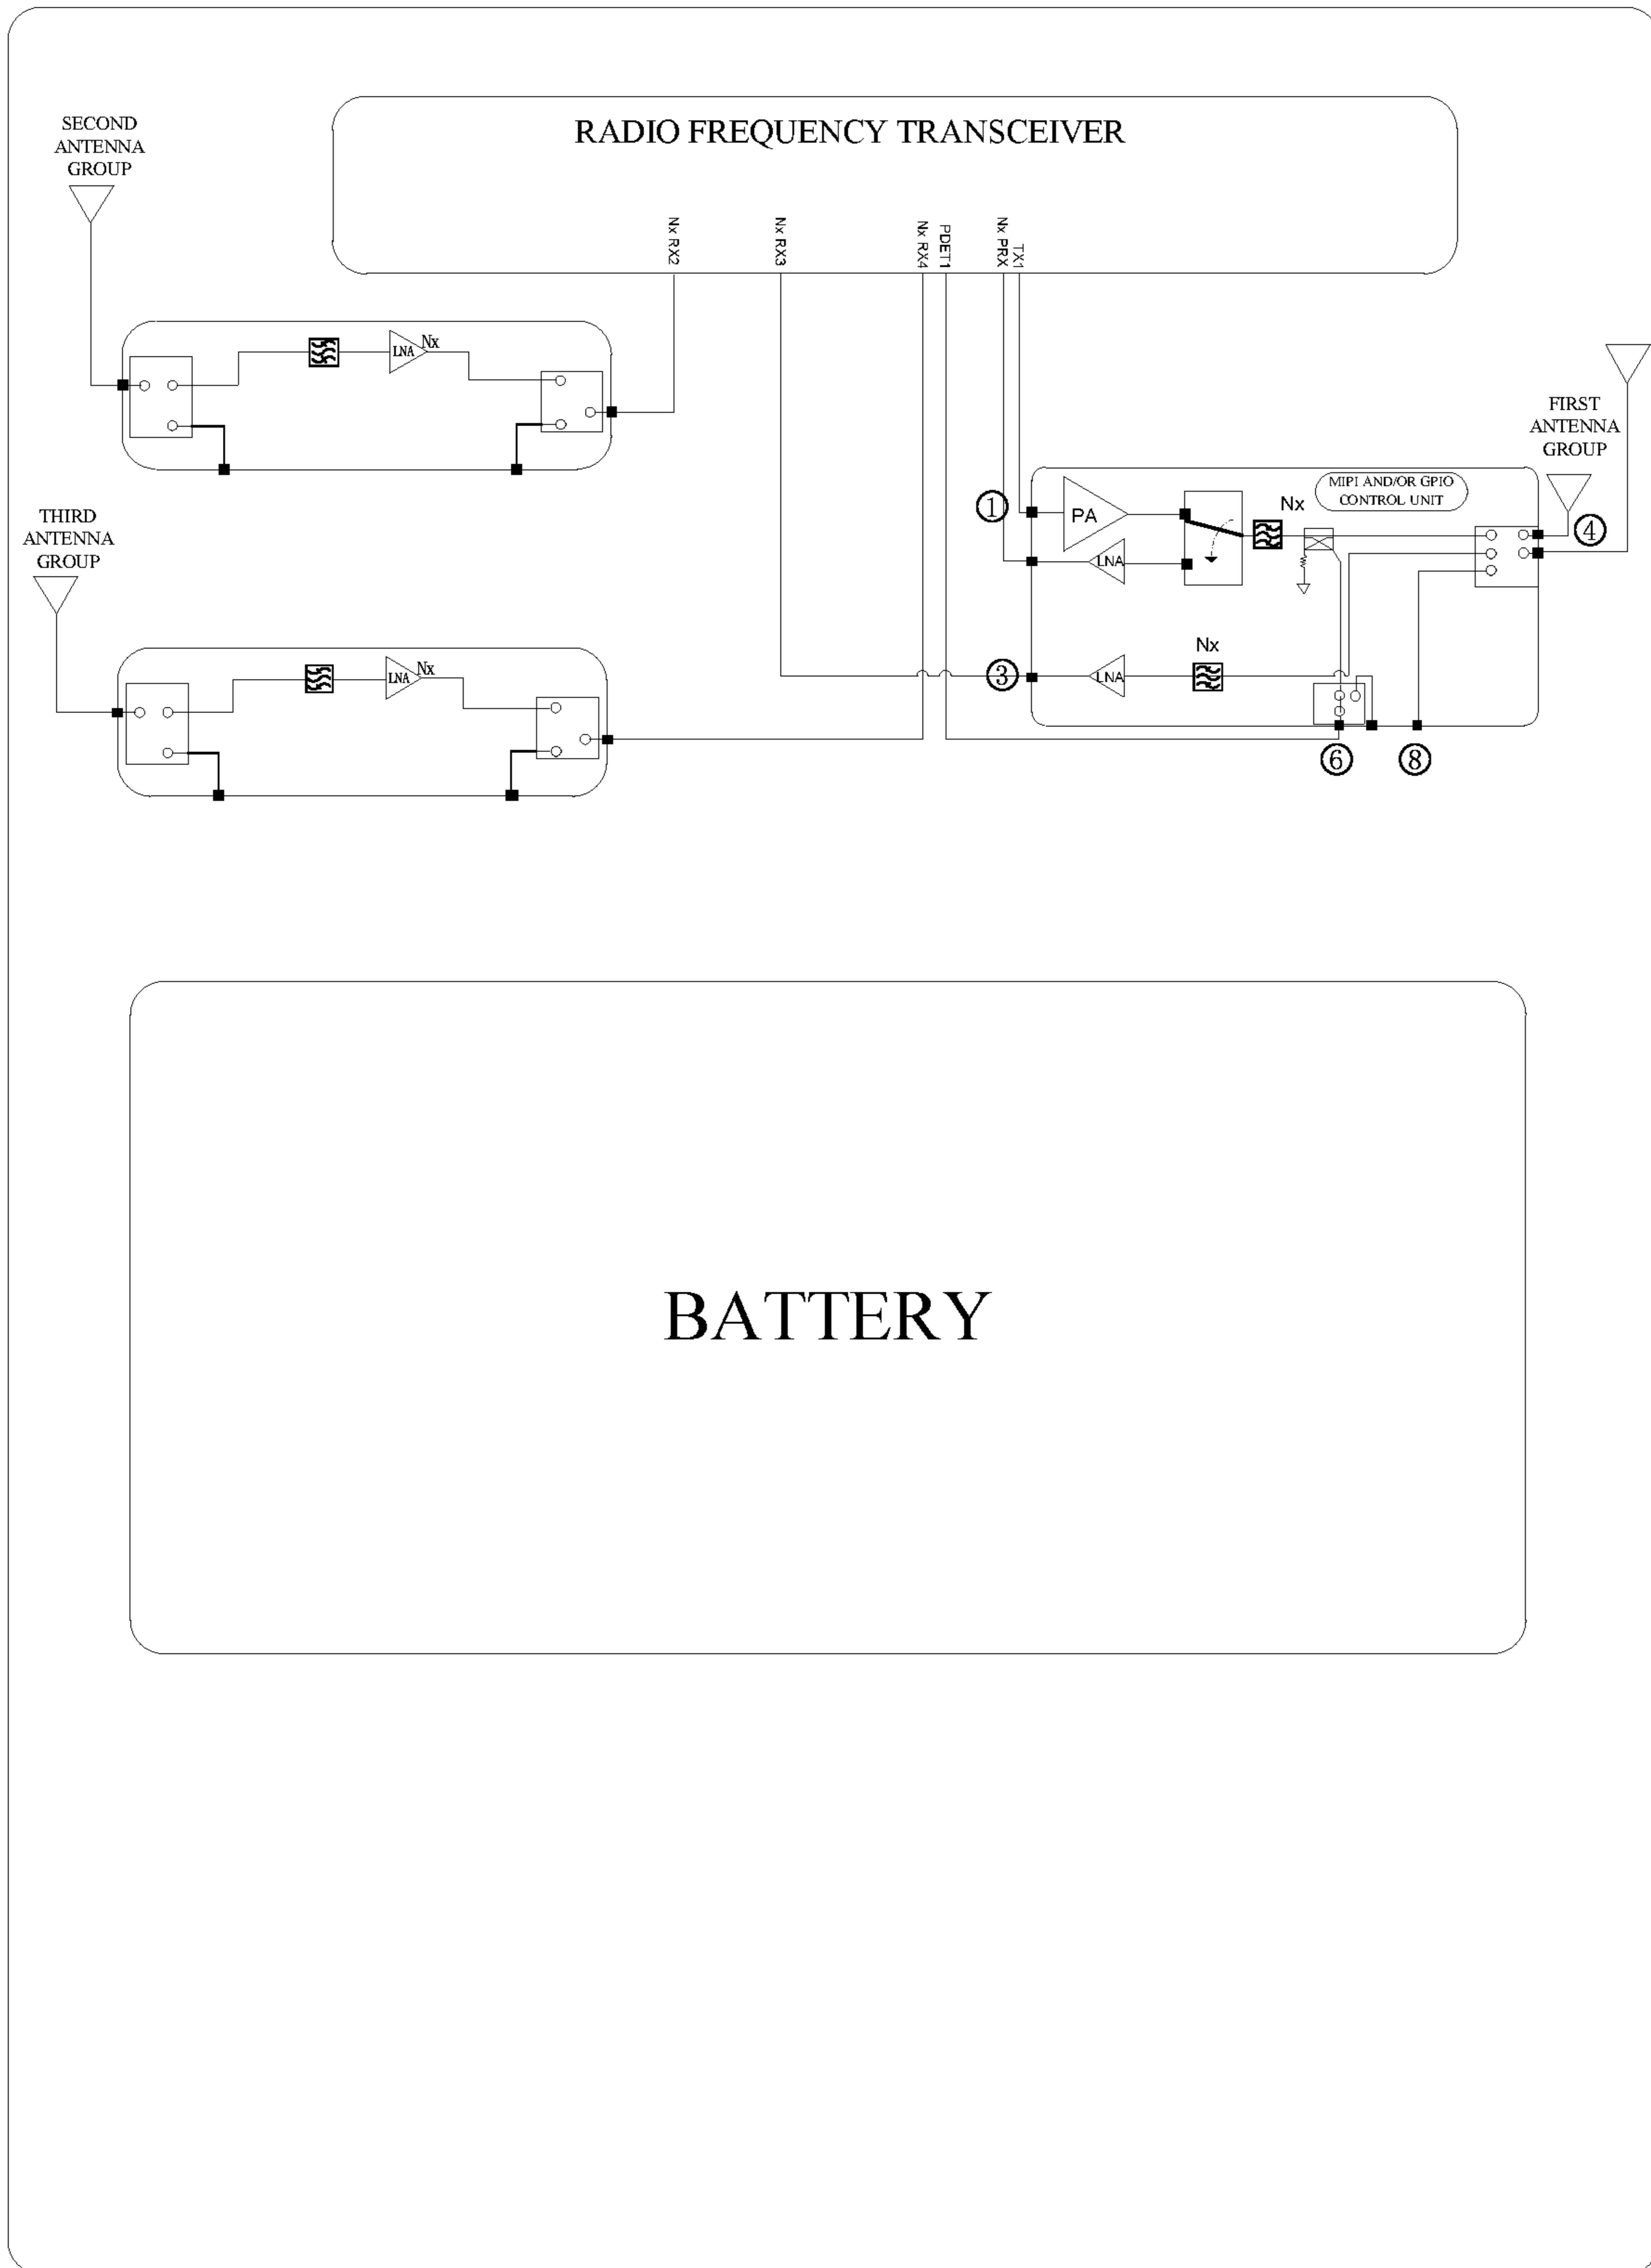 RADIO FREQUENCY TRANSCEIVER
SECOND
ANTENNA
GROUP
Nx RX2
Nx RX3
Nx RX4
PDET1
Nx PRX
TX1
LNA
Nx
FIRST
ANTENNA
GROUP
MIPI AND/OR GPIO
CONTROL UNIT
①
PA
Nx
④
LNA
THIRD
ANTENNA
GROUP
LNA
Nx
③
LNA
Nx
⑥
⑧
BATTERY